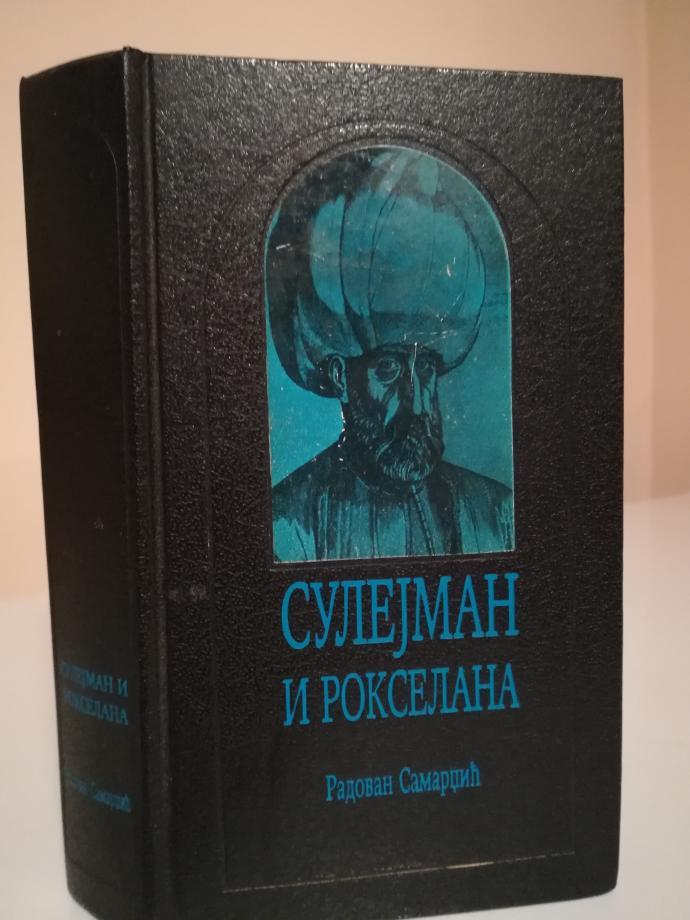 СУЛЕЈМАН
И РОКСЕЛАНА
Радован Самарџић
СУЛЕЈМАН И
РОКСЕЛАНА
Радован Самарџић